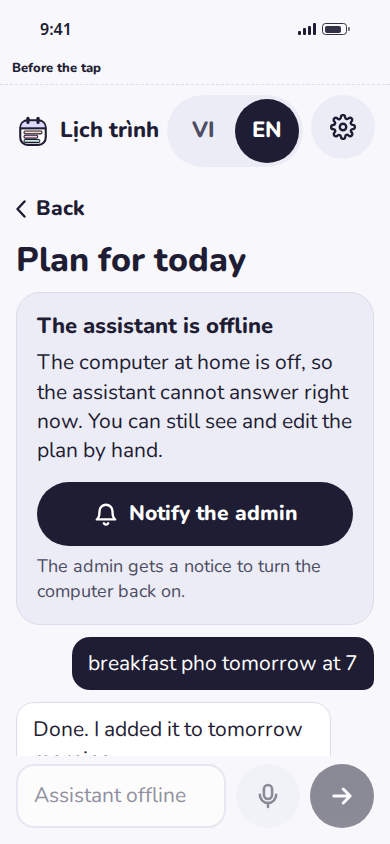 9:41
Before the tap
Lịch trình
VI
EN
Back
Plan for today
The assistant is offline
The computer at home is off, so
the assistant cannot answer right
now. You can still see and edit the
plan by hand.
Notify the admin
The admin gets a notice to turn the
computer back on.
breakfast pho tomorrow at 7
Done. I added it to tomorrow
Assistant offline